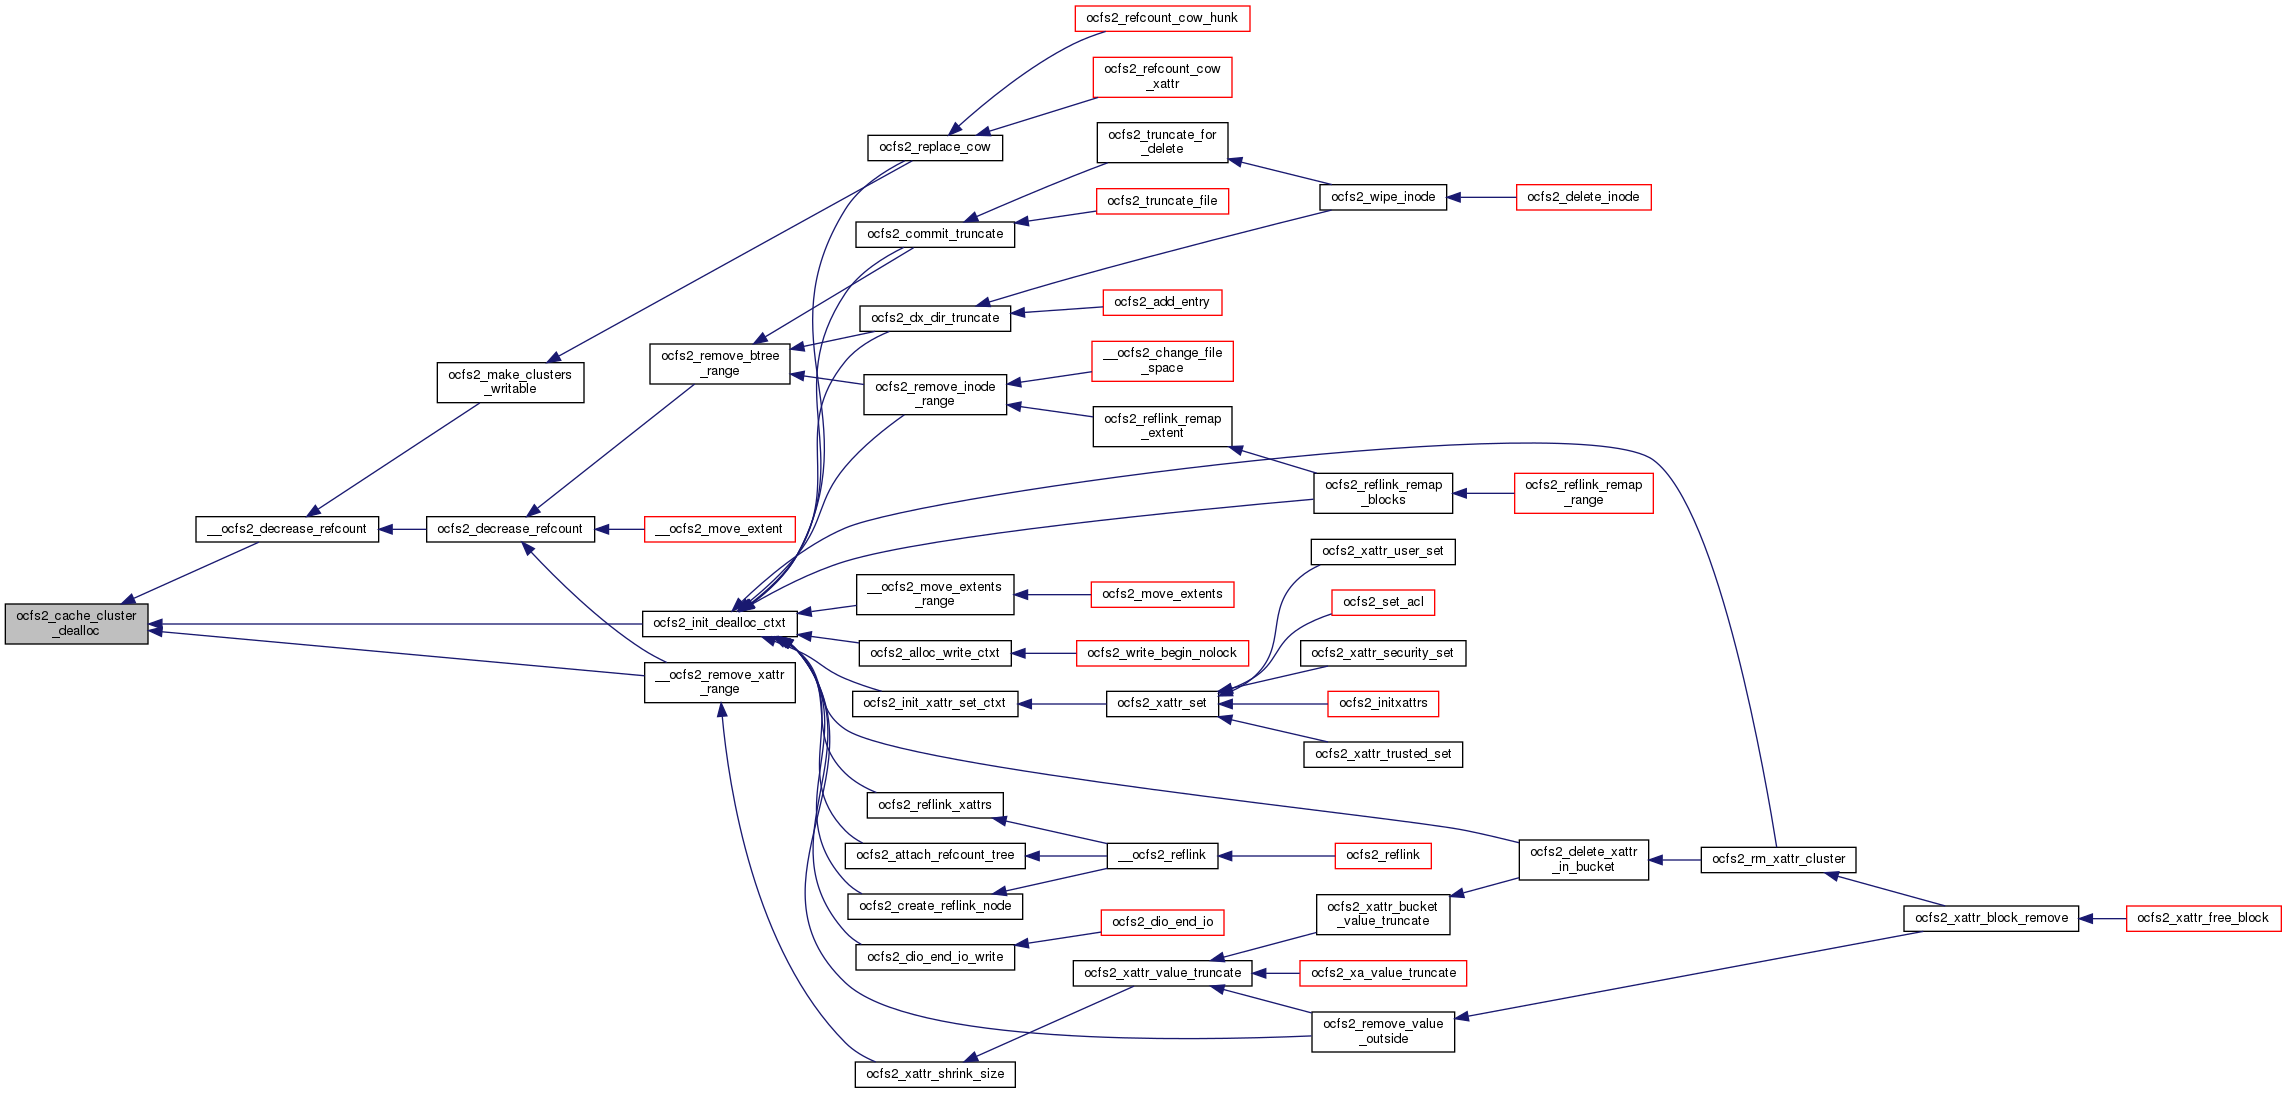 ocfs2_refcount_cow_hunk
ocfs2_refcount_cow
_xattr
ocfs2_replace_cow
ocfs2_truncate_for
_delete
ocfs2_wipe_inode
ocfs2_delete_inode
ocfs2_truncate_file
ocfs2_commit_truncate
ocfs2_dx_dir_truncate
ocfs2_add_entry
ocfs2_make_clusters
_writable
ocfs2_remove_btree
_range
ocfs2_remove_inode
_range
__ocfs2_change_file
_space
ocfs2_reflink_remap
_extent
ocfs2_reflink_remap
_blocks
ocfs2_reflink_remap
_range
__ocfs2_decrease_refcount
ocfs2_decrease_refcount
__ocfs2_move_extent
ocfs2_xattr_user_set
ocfs2_cache_cluster
_dealloc
ocfs2_init_dealloc_ctxt
__ocfs2_move_extents
_range
ocfs2_move_extents
ocfs2_set_acl
ocfs2_alloc_write_ctxt
ocfs2_write_begin_nolock
ocfs2_xattr_security_set
__ocfs2_remove_xattr
_range
ocfs2_init_xattr_set_ctxt
ocfs2_xattr_set
ocfs2_initxattrs
ocfs2_xattr_trusted_set
ocfs2_reflink_xattrs
ocfs2_attach_refcount_tree
__ocfs2_reflink
ocfs2_reflink
ocfs2_delete_xattr
_in_bucket
ocfs2_rm_xattr_cluster
ocfs2_create_reflink_node
ocfs2_xattr_bucket
_value_truncate
ocfs2_xattr_block_remove
ocfs2_xattr_free_block
ocfs2_dio_end_io
ocfs2_dio_end_io_write
ocfs2_xattr_value_truncate
ocfs2_xa_value_truncate
ocfs2_remove_value
_outside
ocfs2_xattr_shrink_size